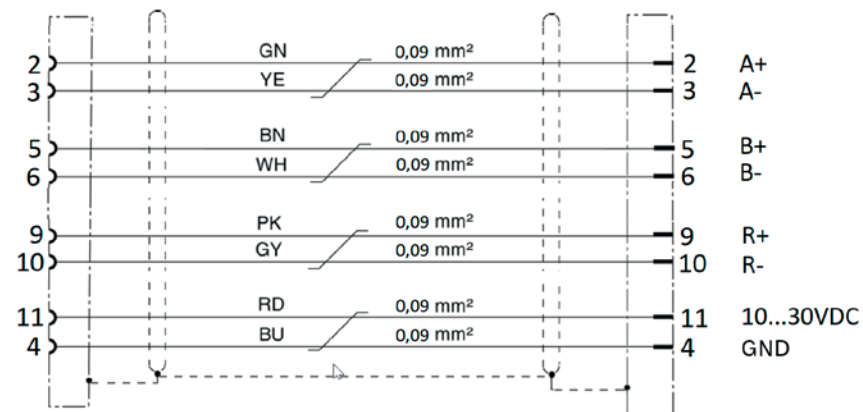 2 GN 0,09 mm² 2 A+
3 YE 0,09 mm² 3 A-
5 BN 0,09 mm² 5 B+
6 WH 0,09 mm² 6 B-
9 PK 0,09 mm² 9 R+
10 GY 0,09 mm² 10 R-
11 RD 0,09 mm² 11 10...30VDC
4 BU 0,09 mm² 4 GND